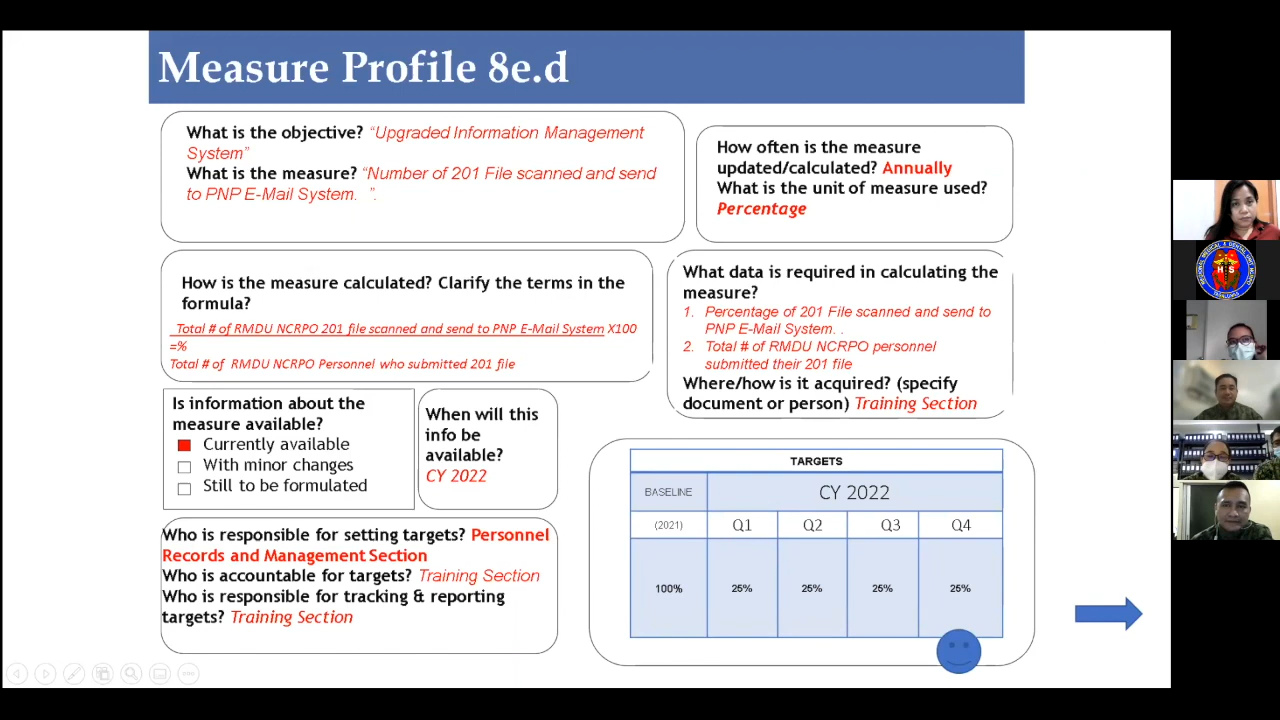 Measure Profile 8e.d
What is the objective? “Upgraded Information Management
System”
What is the measure? “Number of 201 File scanned and send
to PNP E-Mail System. ”.
How often is the measure
updated/calculated? Annually
What is the unit of measure used?
Percentage
How is the measure calculated? Clarify the terms in the
formula?
Total # of RMDU NCRPO 201 file scanned and send to PNP E-Mail System X100
=%
Total # of RMDU NCRPO Personnel who submitted 201 file
What data is required in calculating the
measure?
1. Percentage of 201 File scanned and send to
PNP E-Mail System. .
2. Total # of RMDU NCRPO personnel
submitted their 201 file
Where/how is it acquired? (specify
document or person) Training Section
Is information about the
measure available?
Currently available
With minor changes
Still to be formulated
When will this
info be
available?
CY 2022
Who is responsible for setting targets? Personnel
Records and Management Section
Who is accountable for targets? Training Section
Who is responsible for tracking & reporting
targets? Training Section
TARGETS
BASELINE CY 2022
(2021) Q1 Q2 Q3 Q4
100% 25% 25% 25% 25%